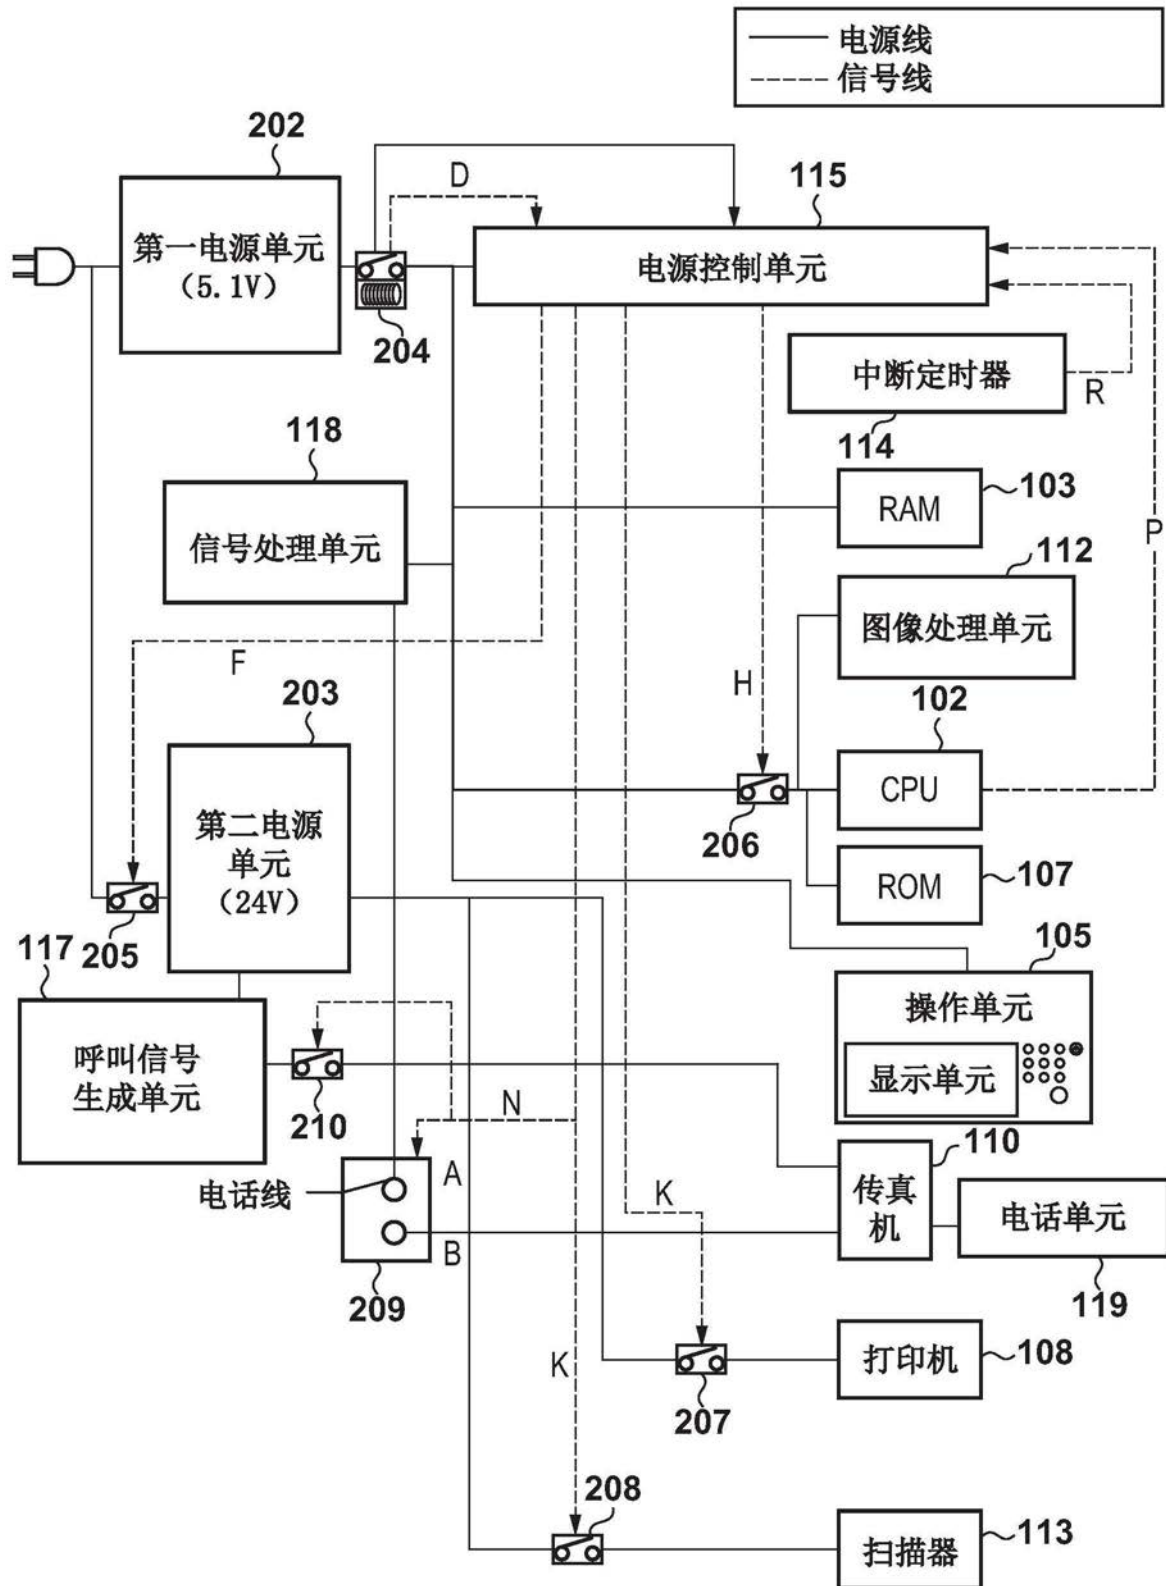 电源线
信号线
202
D
115
第一电源单元
（5.1V）
电源控制单元
204
中断定时器
R
114
118
103
RAM
信号处理单元
P
112
图像处理单元
F
H
203
102
CPU
第二电源
单元
（24V）
206
ROM
107
117
205
105
操作单元
显示单元
呼叫信号
生成单元
210
N
110
电话线
A
传真
机
K
电话单元
B
209
119
K
打印机
108
207
208
扫描器
113